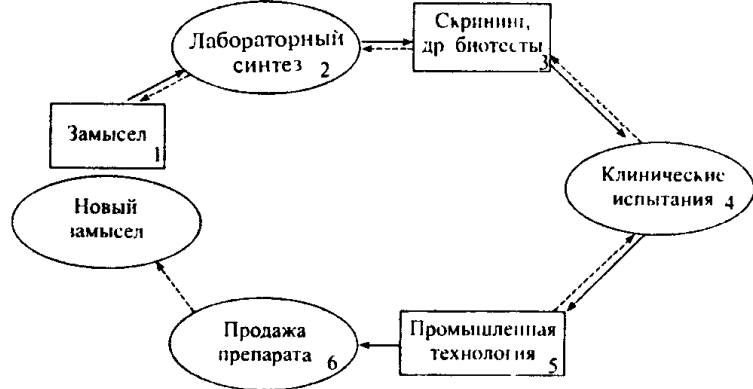 Замысел
1
Лабораторный
синтез 2
Скрининг,
др. биотесты
3
Клинические
испытания 4
Промышленная
технология 5
Продажа
препарата 6
Новый
замысел